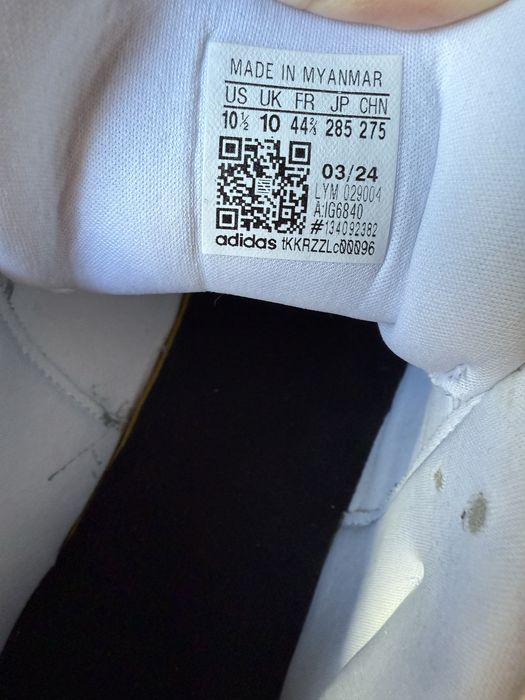 MADE IN MYANMAR
US UK FR JP CHN
10½ 10 44⅔ 285 275
03/24
LYM 029004
A:IG6840
#134092382
adidas tKKRZZLc00096